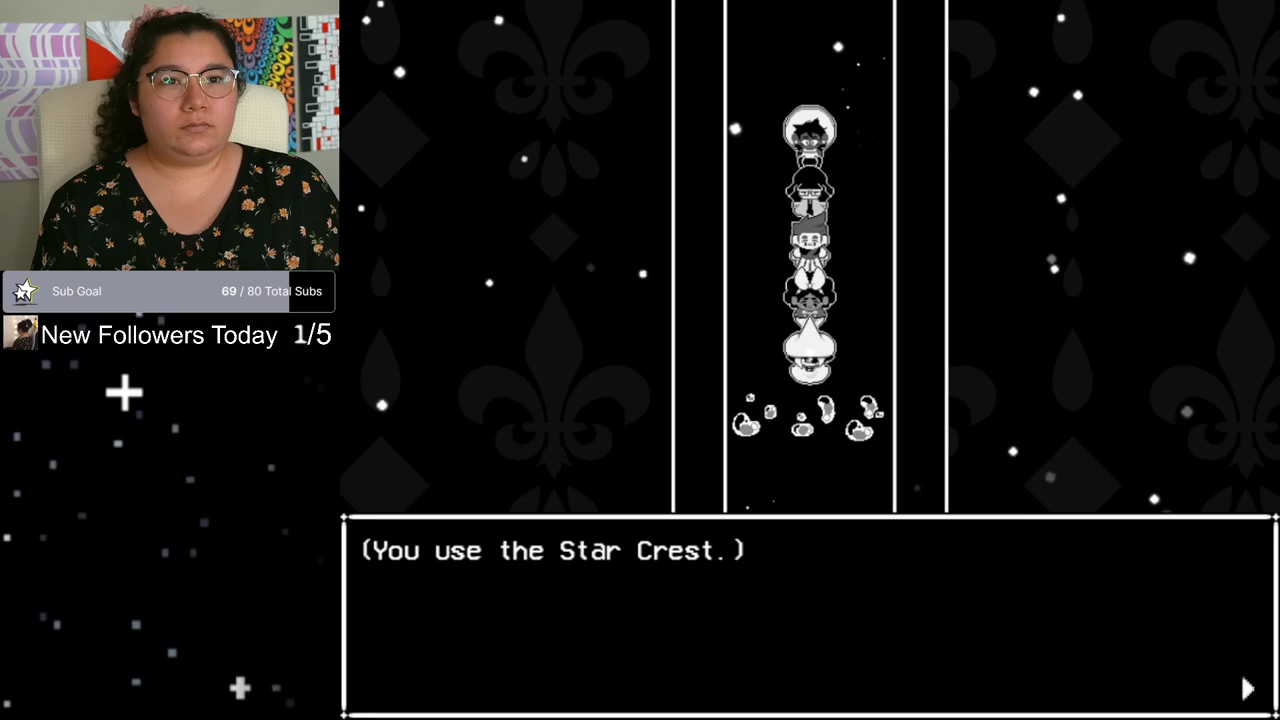 Sub Goal 69 / 80 Total Subs
New Followers Today 1/5
(You use the Star Crest.)